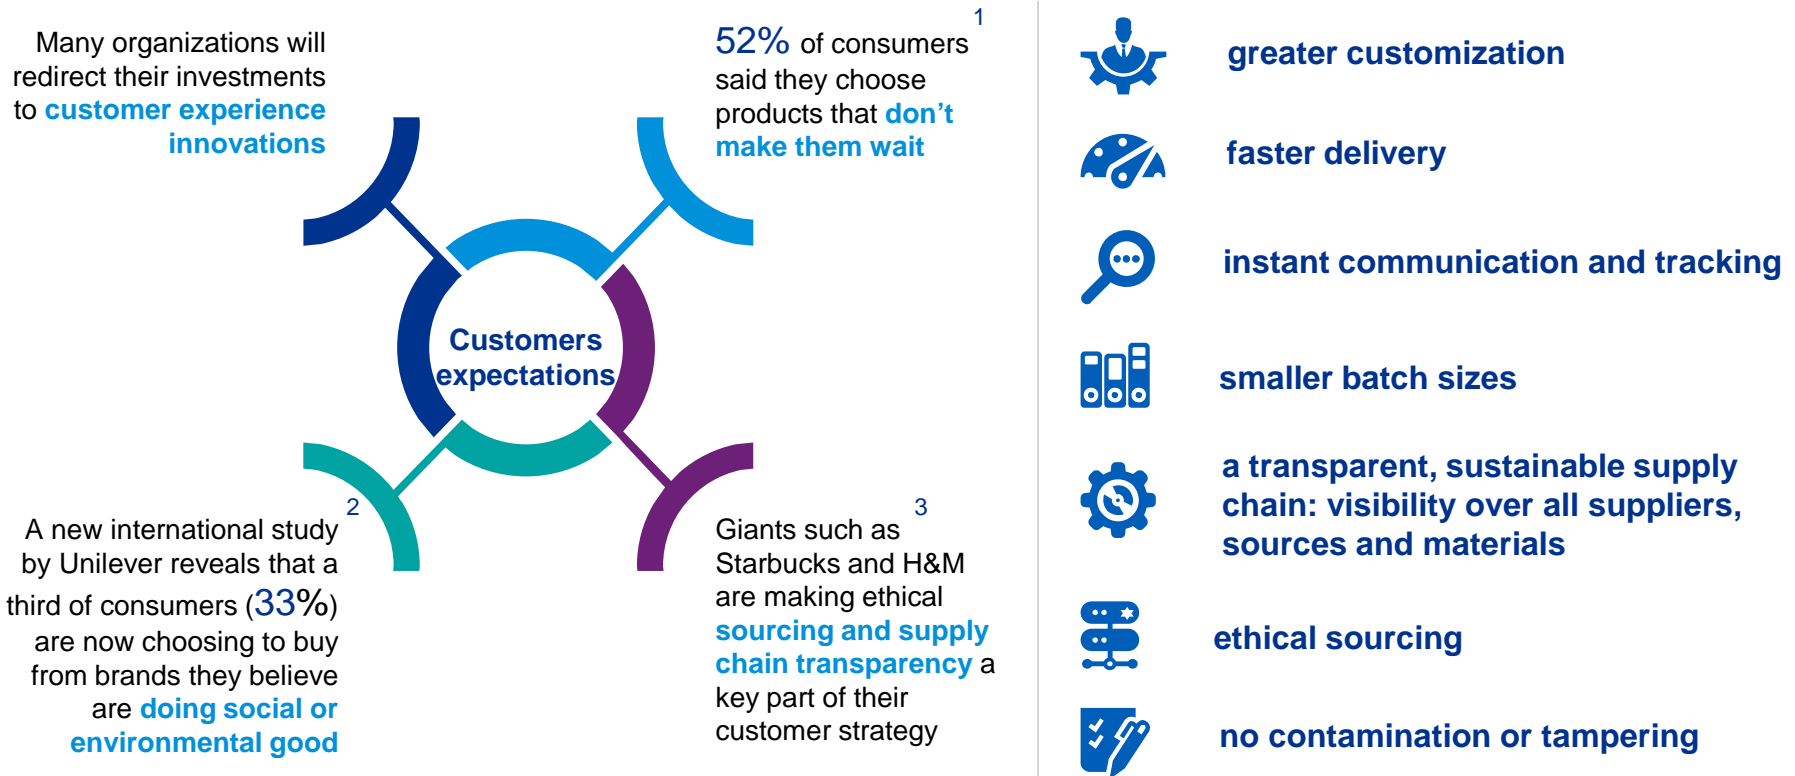 Many organizations will
redirect their investments
to customer experience
innovations
1
52% of consumers
said they choose
products that don’t
make them wait
Customers
expectations
2
A new international study
by Unilever reveals that a
third of consumers (33%)
are now choosing to buy
from brands they believe
are doing social or
environmental good
3
Giants such as
Starbucks and H&M
are making ethical
sourcing and supply
chain transparency a
key part of their
customer strategy
greater customization
faster delivery
instant communication and tracking
smaller batch sizes
a transparent, sustainable supply
chain: visibility over all suppliers,
sources and materials
ethical sourcing
no contamination or tampering